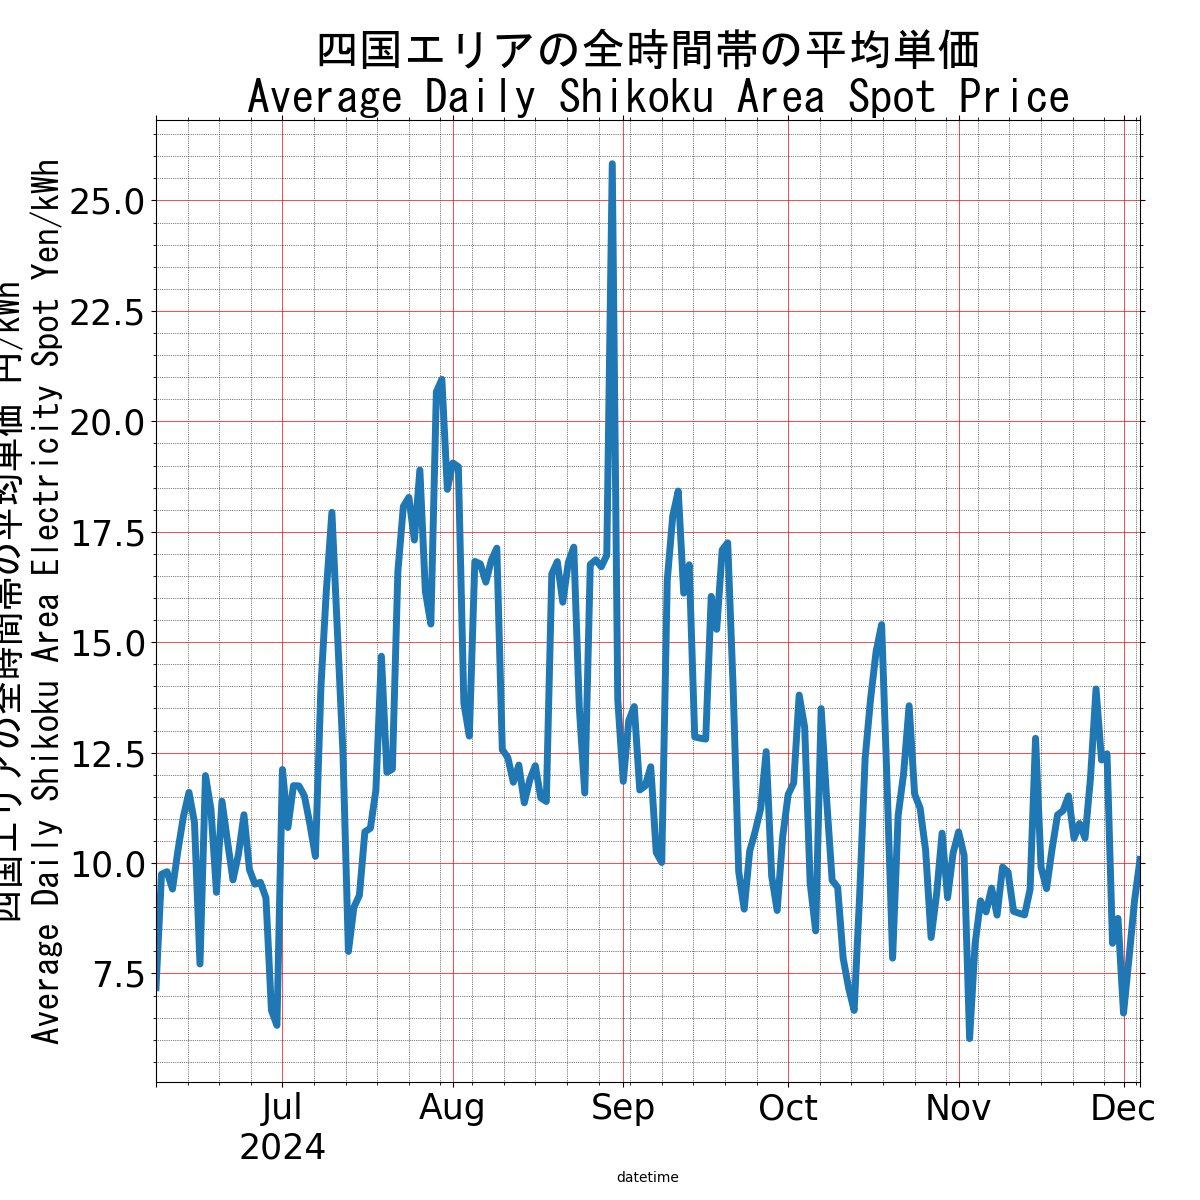 四国エリアの全時間帯の平均単価
Average Daily Shikoku Area Spot Price
四国エリアの全時間帯の平均単価 円/kWh
Average Daily Shikoku Area Electricity Spot Yen/kWh
25.0
22.5
20.0
17.5
15.0
12.5
10.0
7.5
Jul
2024
Aug
Sep
Oct
Nov
Dec
datetime